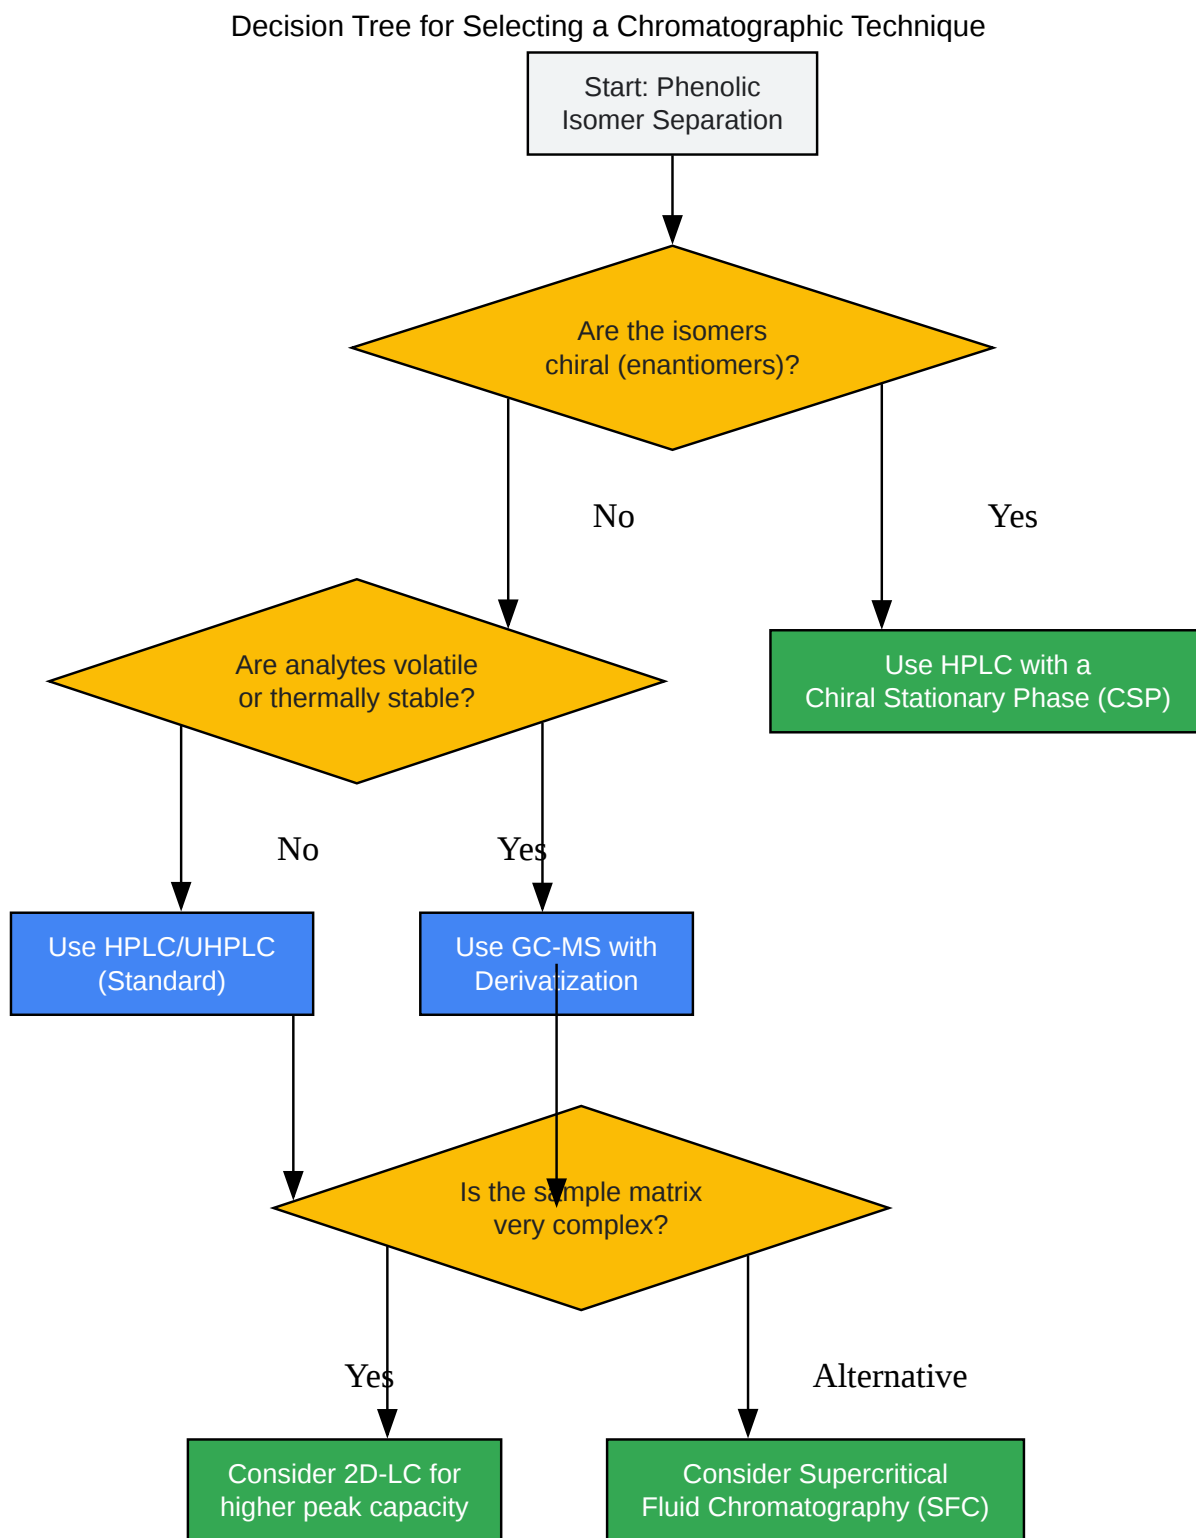 Decision Tree for Selecting a Chromatographic Technique
Start: Phenolic
Isomer Separation
Are the isomers
chiral (enantiomers)?
No
Yes
Are analytes volatile
or thermally stable?
Use HPLC with a
Chiral Stationary Phase (CSP)
No
Yes
Use HPLC/UHPLC
(Standard)
Use GC-MS with
Derivatization
Is the sample matrix
very complex?
Yes
Alternative
Consider 2D-LC for
higher peak capacity
Consider Supercritical
Fluid Chromatography (SFC)